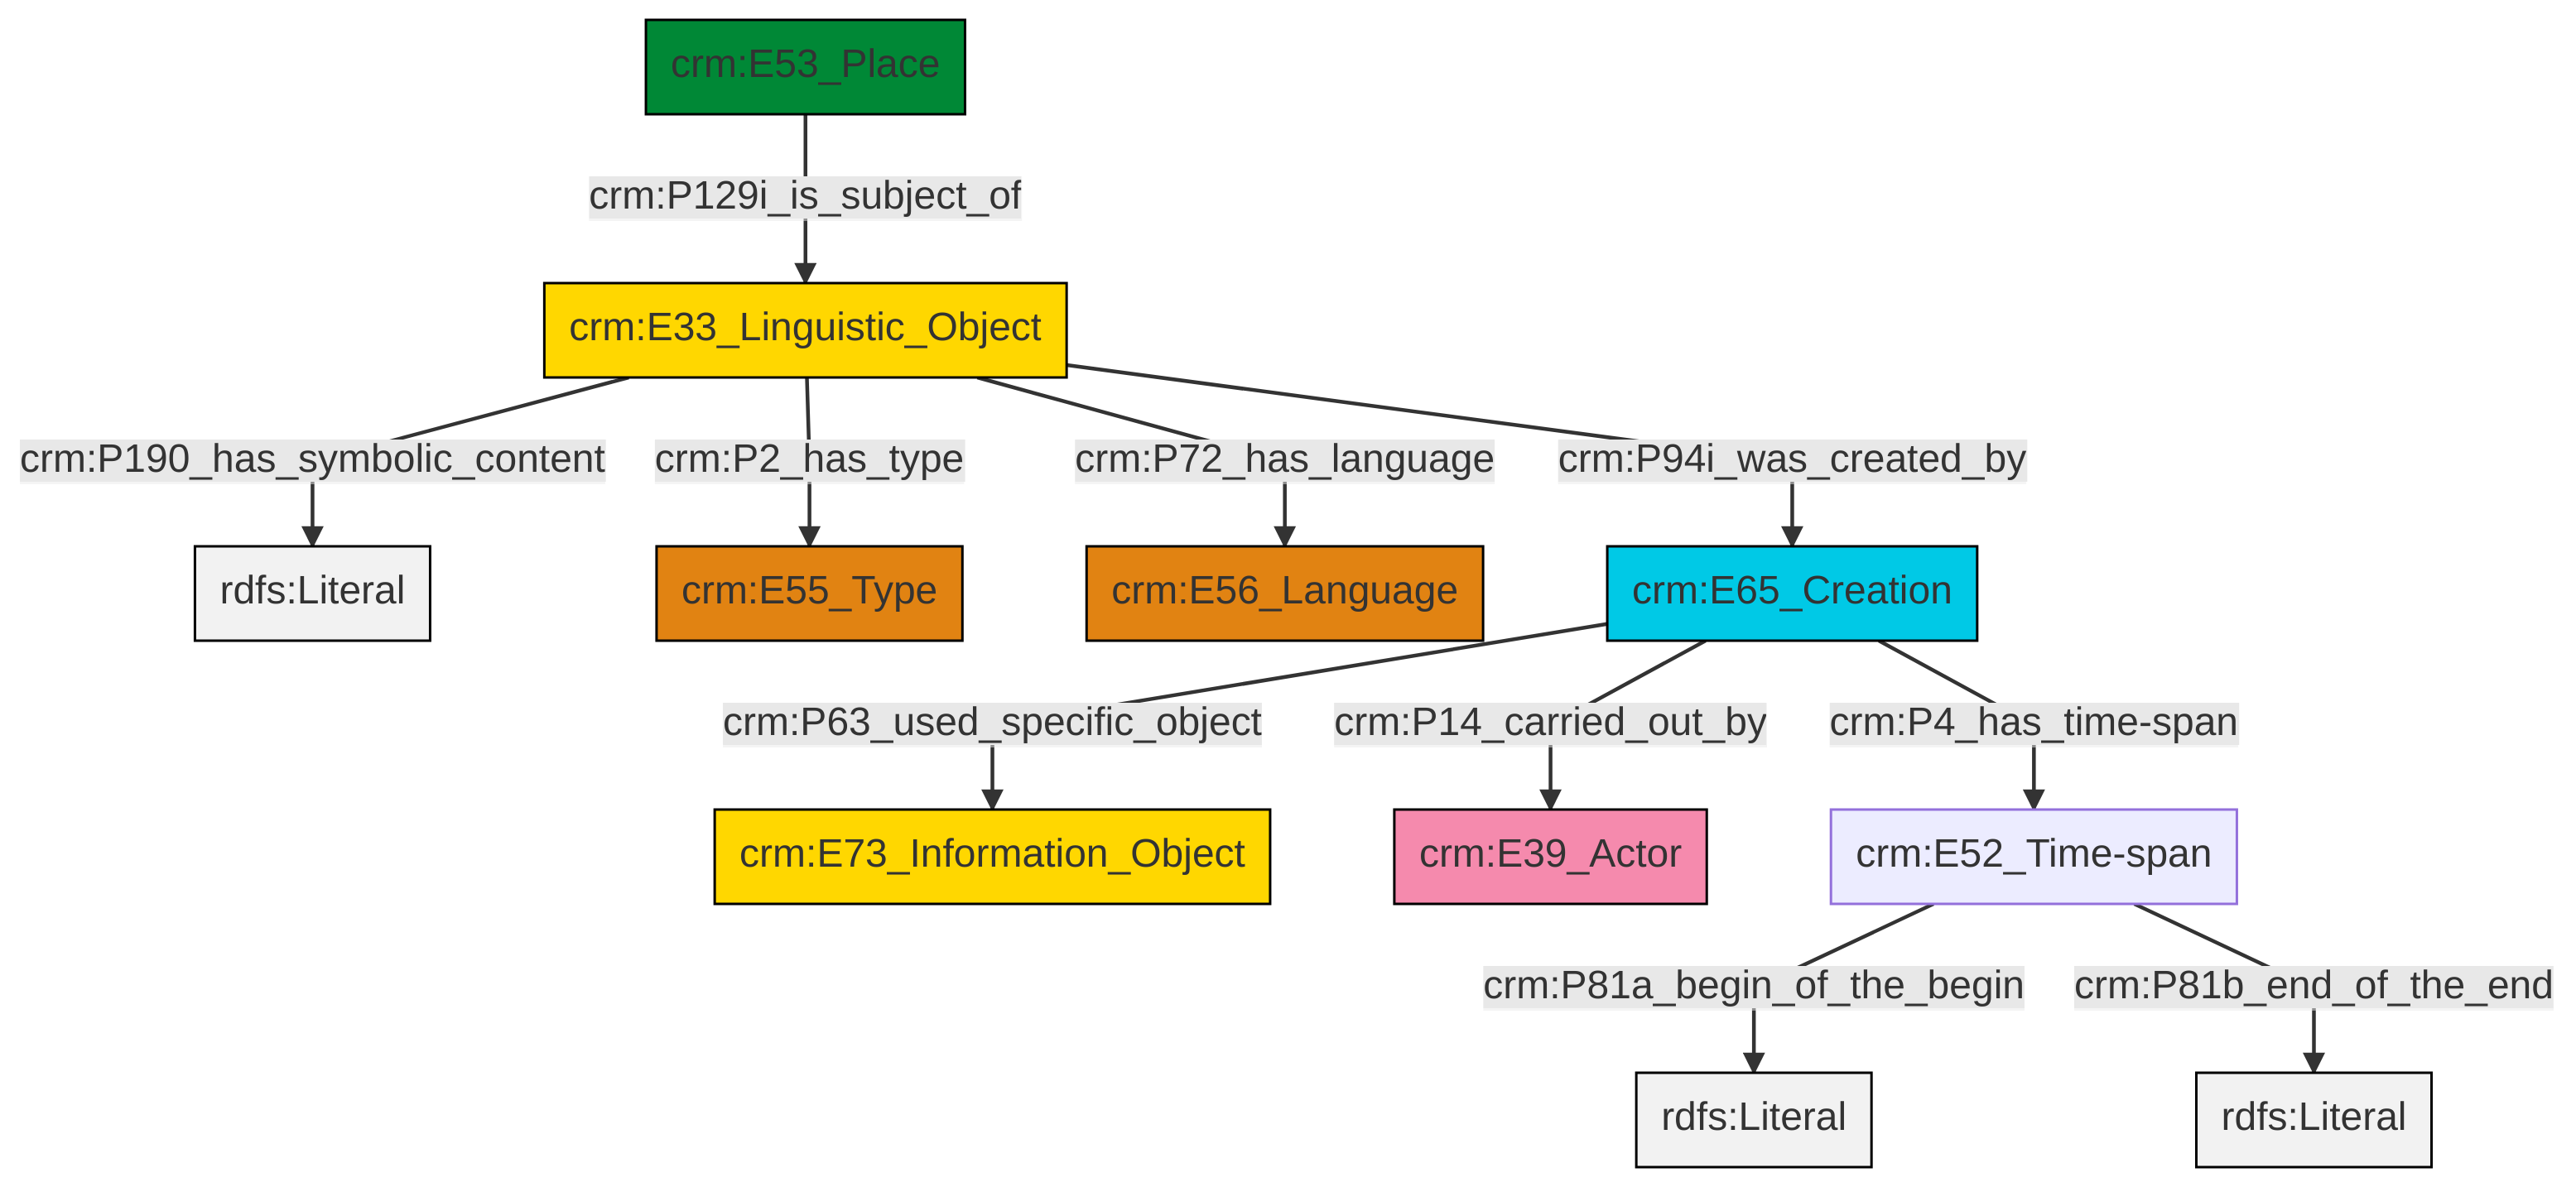 crm:E53_Place
crm:P129i_is_subject_of
crm:E33_Linguistic_Object
crm:P190_has_symbolic_content
crm:P2_has_type
crm:P72_has_language
crm:P94i_was_created_by
rdfs:Literal
crm:E55_Type
crm:E56_Language
crm:E65_Creation
crm:P63_used_specific_object
crm:P14_carried_out_by
crm:P4_has_time-span
crm:E73_Information_Object
crm:E39_Actor
crm:E52_Time-span
crm:P81a_begin_of_the_begin
crm:P81b_end_of_the_end
rdfs:Literal
rdfs:Literal